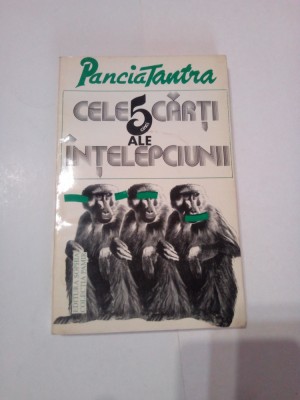 PanciaTantra
CELE 5 CĂRȚI
ALE
ÎNȚELEPCIUNII